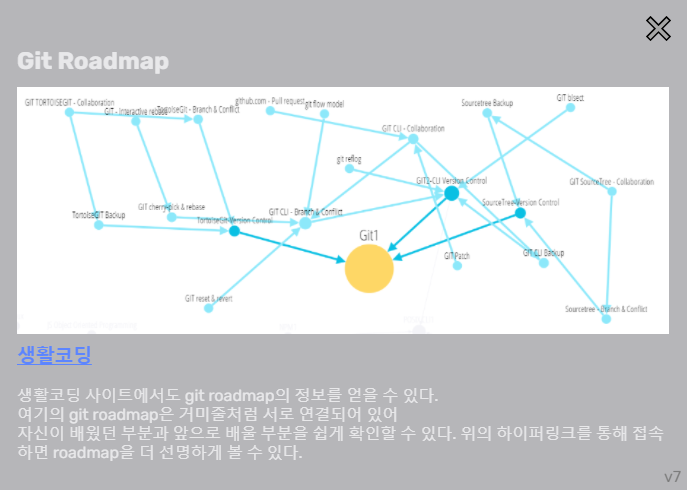 Git Roadmap
GIT TORTOISEGIT - Collaboration
GIT - Interactive rebase
TortoiseGit - Branch & Conflict
github.com - Pull request
git flow model
Sourcetree Backup
GIT bisect
GIT CLI - Collaboration
git reflog
GIT2-CLI Version Control
GIT SourceTree - Collaboration
TortoiseGIT Backup
GIT cherry-pick & rebase
TortoiseGit-Version Control
GIT CLI - Branch & Conflict
SourceTree-Version Control
Git1
GIT Patch
GIT CLI Backup
GIT reset & revert
Sourcetree - Branch & Conflict
생활코딩
생활코딩 사이트에서도 git roadmap의 정보를 얻을 수 있다.
여기의 git roadmap은 거미줄처럼 서로 연결되어 있어
자신이 배웠던 부분과 앞으로 배울 부분을 쉽게 확인할 수 있다. 위의 하이퍼링크를 통해 접속
하면 roadmap을 더 선명하게 볼 수 있다.
v7